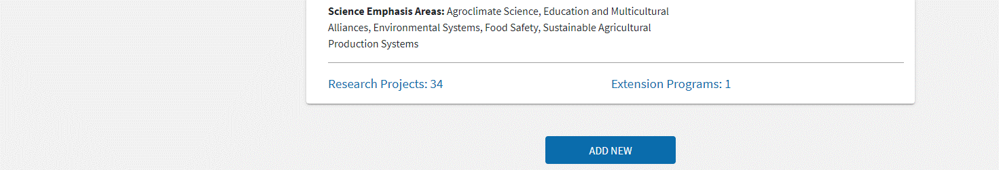 Science Emphasis Areas: Agroclimate Science, Education and Multicultural
Alliances, Environmental Systems, Food Safety, Sustainable Agricultural
Production Systems
Research Projects: 34
Extension Programs: 1
ADD NEW